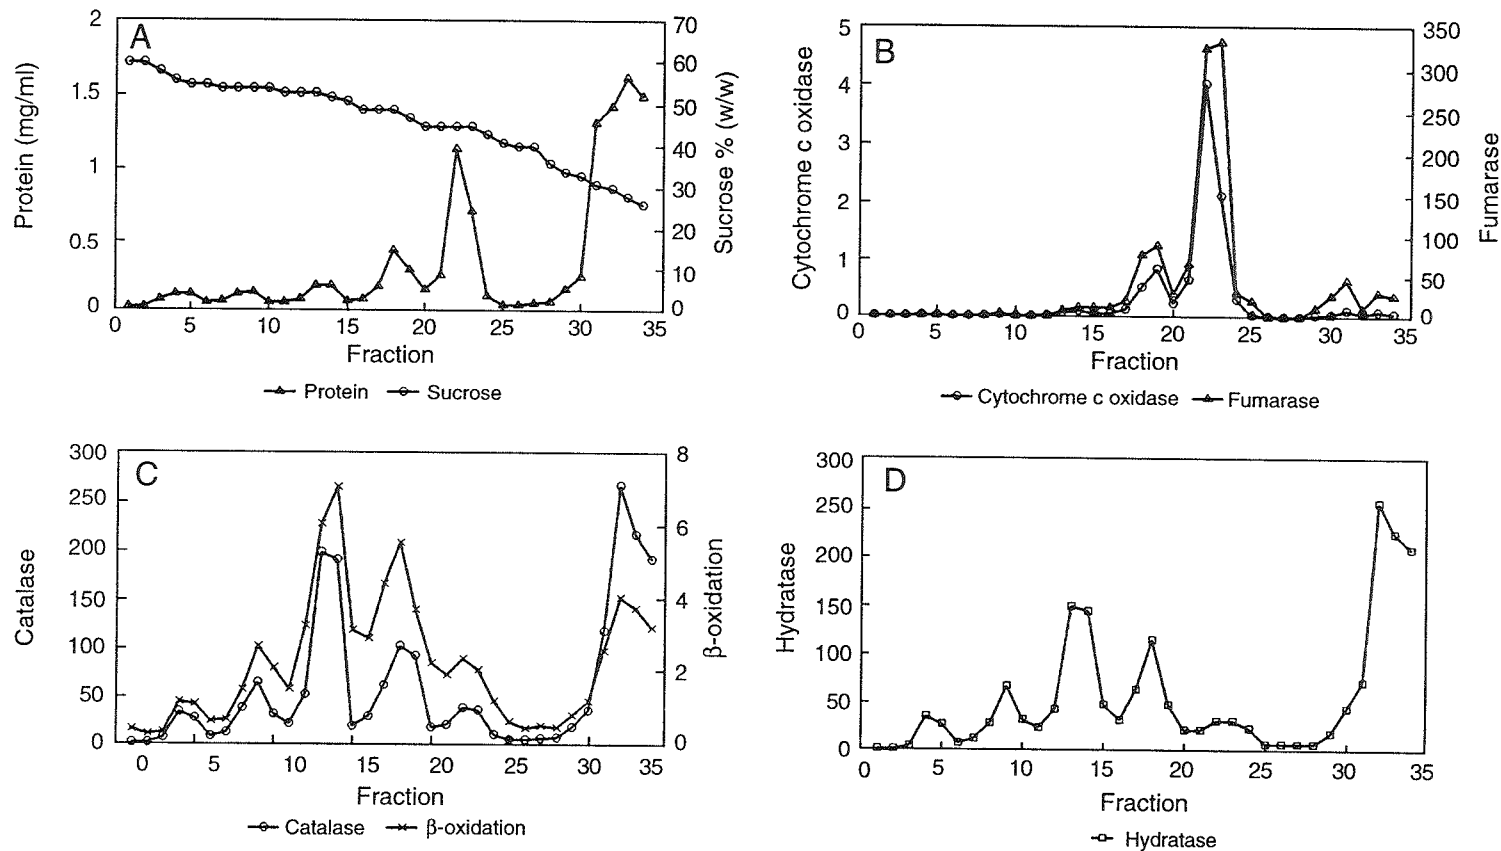 A
2
1.5
1
0.5
0
Protein (mg/ml)
70
60
50
40
30
20
10
0
Sucrose % (w/w)
0 5 10 15 20 25 30 35
Fraction
Protein Sucrose
B
5
4
3
2
1
0
Cytochrome c oxidase
350
300
250
200
150
100
50
0
Fumarase
0 5 10 15 20 25 30 35
Fraction
Cytochrome c oxidase Fumarase
C
300
250
200
150
100
50
0
Catalase
8
6
4
2
0
β-oxidation
0 5 10 15 20 25 30 35
Fraction
Catalase β-oxidation
D
300
250
200
150
100
50
0
Hydratase
0 5 10 15 20 25 30 35
Fraction
Hydratase